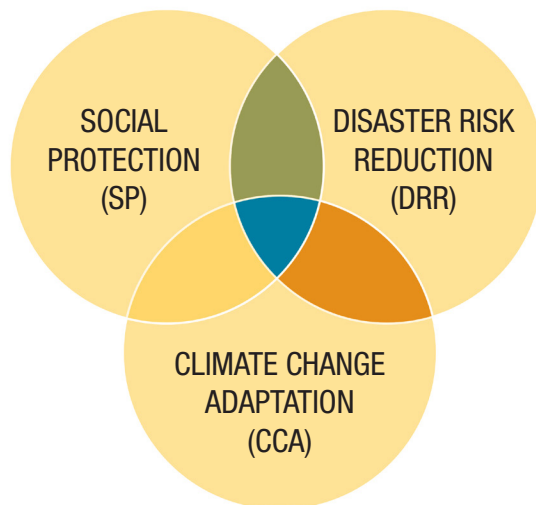 SOCIAL
PROTECTION
(SP)
DISASTER RISK
REDUCTION
(DRR)
CLIMATE CHANGE
ADAPTATION
(CCA)